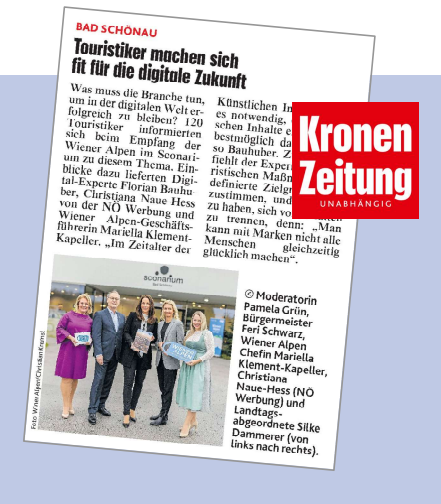 BAD SCHÖNAU
Touristiker machen sich
fit für die digitale Zukunft
Was muss die Branche tun,
um in der digitalen Welt er-
folgreich zu bleiben? 120
Touristiker informierten
sich beim Empfang der
Wiener Alpen im Sconari-
um zu diesem Thema. Ein-
blicke dazu lieferten Digi-
tal-Experte Florian Bauhu-
ber, Christiana Naue Hess
von der NÖ Werbung und
Wiener Alpen-Geschäfts-
führerin Mariella Klement-
Kapeller. „Im Zeitalter der
Künstlichen In
es notwendig,
schen Inhalte
bestmöglich da
so Bauhuber. Z
fiehlt der Exper
ristischen Maßn
definierte Zielgr
zustimmen, und
zu haben, sich vo
zu trennen, denn: „Man
kann mit Marken nicht alle
Menschen gleichzeitig
glücklich machen“.
Kronen
Zeitung
UNABHÄNGIG
sconarium
Foto: Wiener Alpen/Christian Kremsl
Moderatorin
Pamela Grün,
Bürgermeister
Feri Schwarz,
Wiener Alpen
Chefin Mariella
Klement-Kapeller,
Christiana
Naue-Hess (NÖ
Werbung) und
Landtags-
abgeordnete Silke
Dammerer (von
links nach rechts).